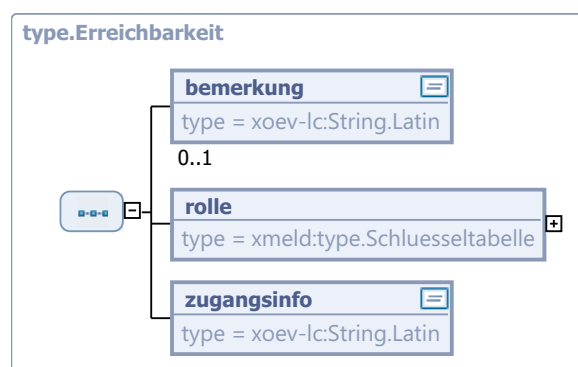 type.Erreichbarkeit
bemerkung
type = xoev-lc:String.Latin
0..1
rolle
type = xmeld:type.Schluesseltabelle
zugangsinfo
type = xoev-lc:String.Latin